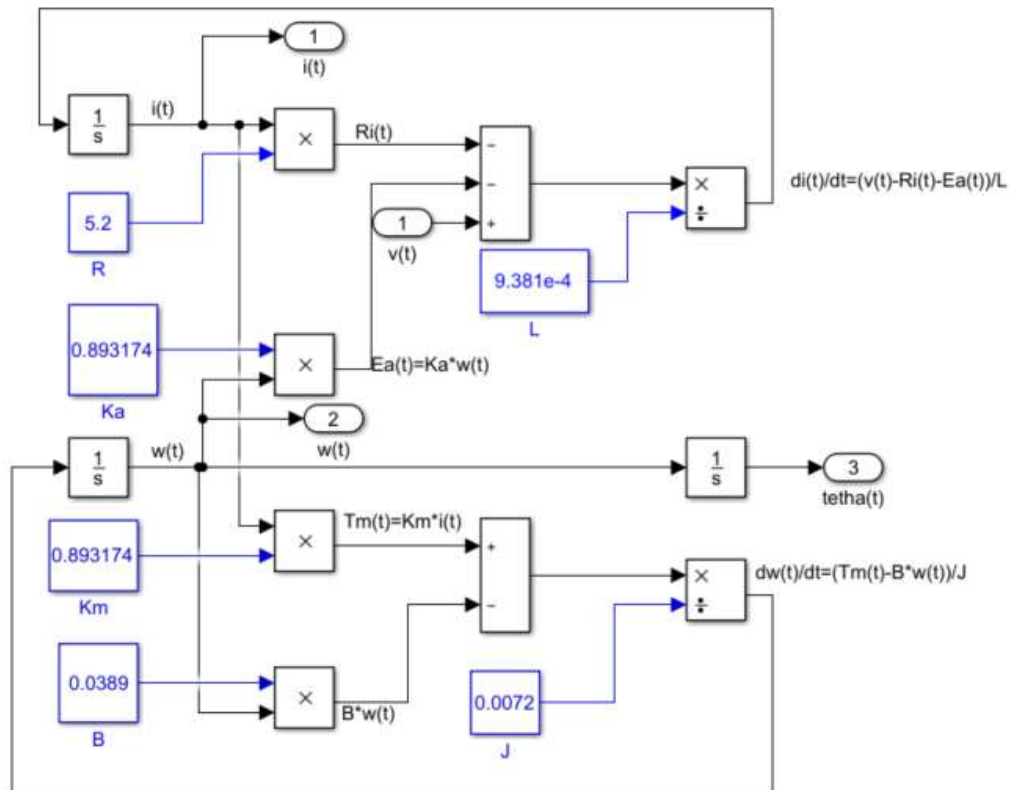 1
i(t)
1
s
i(t)
×
Ri(t)
−
−
+
×
÷
di(t)/dt=(v(t)-Ri(t)-Ea(t))/L
5.2
R
1
v(t)
9.381e-4
L
0.893174
Ka
×
Ea(t)=Ka*w(t)
2
w(t)
1
s
w(t)
1
s
3
tetha(t)
0.893174
Km
×
Tm(t)=Km*i(t)
+
−
×
÷
dw(t)/dt=(Tm(t)-B*w(t))/J
0.0389
B
×
B*w(t)
0.0072
J